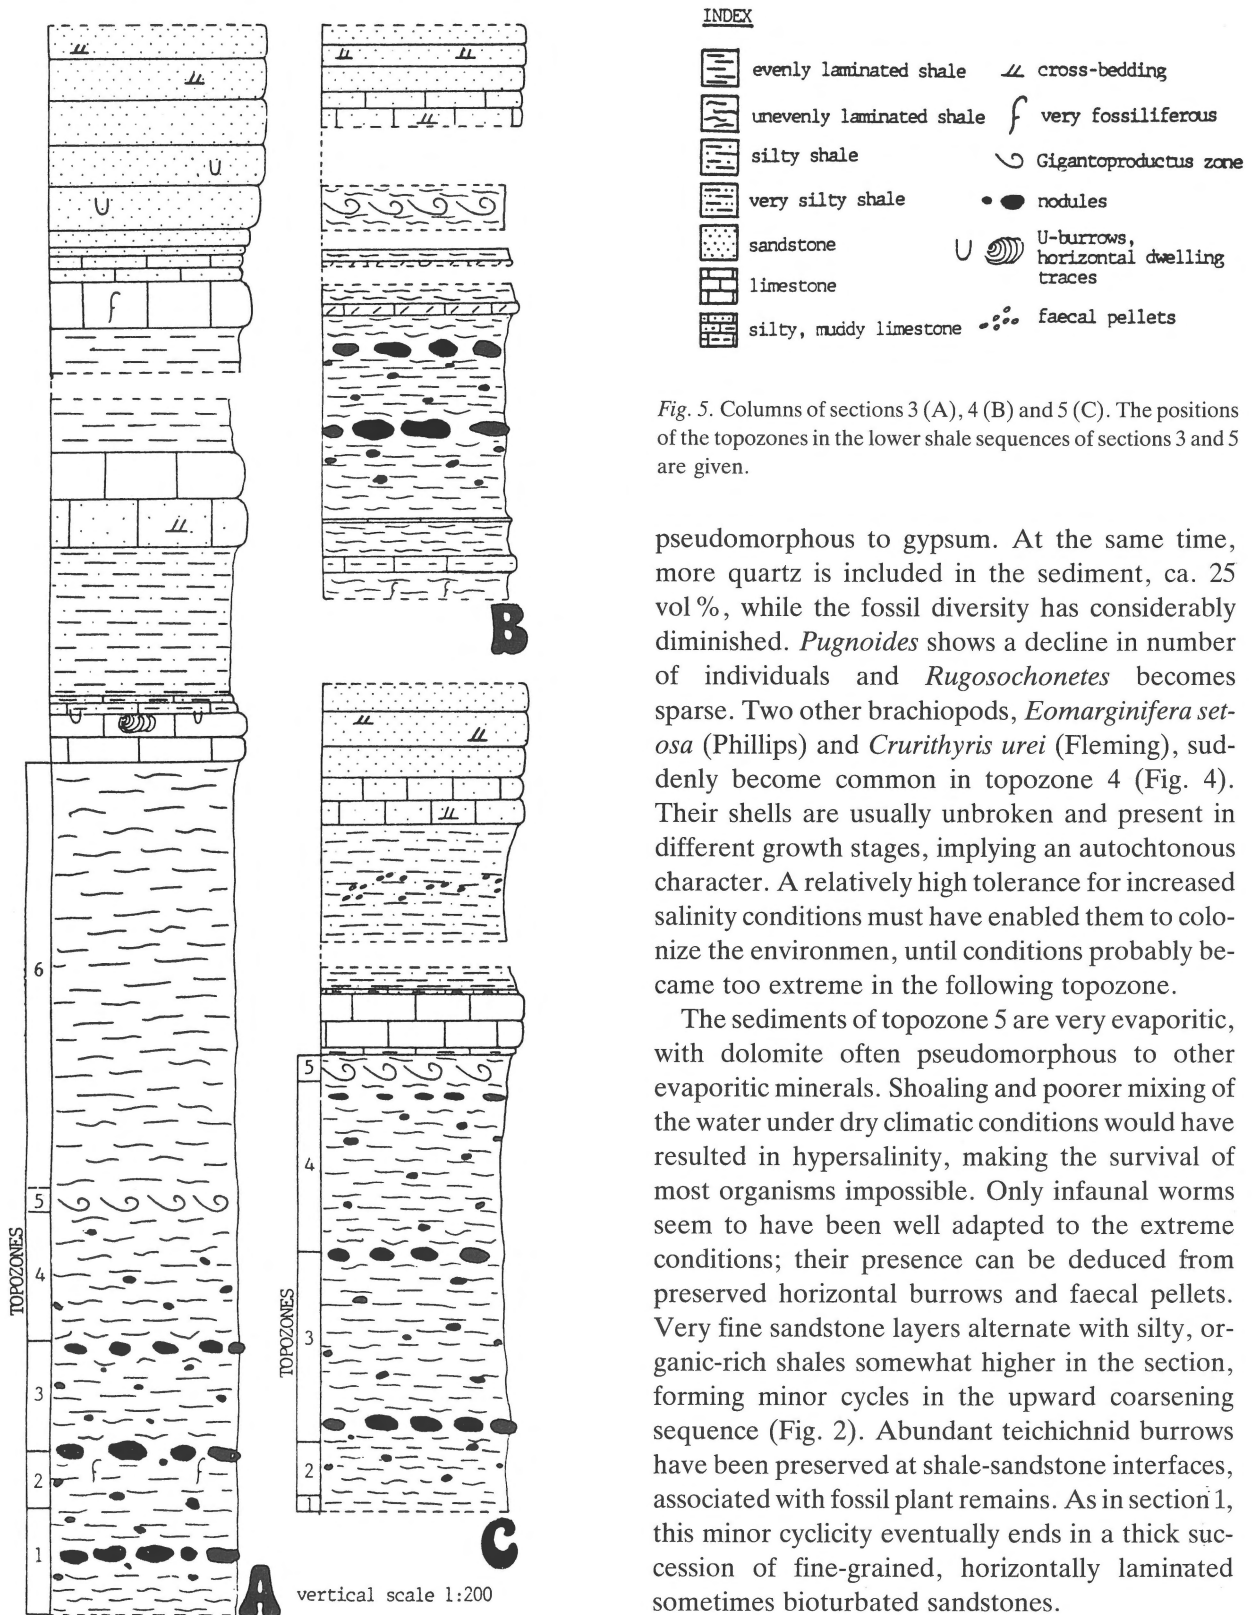 INDEX
evenly laminated shale
unevenly laminated shale
silty shale
very silty shale
sandstone
limestone
silty, muddy limestone
cross-bedding
very fossiliferous
Gigantoproductus zone
nodules
U-burrows,
horizontal dwelling
traces
faecal pellets
TOPOZONES
6
5
4
3
2
1
A
B
TOPOZONES
5
4
3
2
1
C
vertical scale 1:200
Fig. 5. Columns of sections 3 (A), 4 (B) and 5 (C). The positions
of the topozones in the lower shale sequences of sections 3 and 5
are given.
pseudomorphous to gypsum. At the same time,
more quartz is included in the sediment, ca. 25
vol %, while the fossil diversity has considerably
diminished. Pugnoides shows a decline in number
of individuals and Rugosochonetes becomes
sparse. Two other brachiopods, Eomarginifera set-
osa (Phillips) and Crurithyris urei (Fleming), sud-
denly become common in topozone 4 (Fig. 4).
Their shells are usually unbroken and present in
different growth stages, implying an autochtonous
character. A relatively high tolerance for increased
salinity conditions must have enabled them to colo-
nize the environmen, until conditions probably be-
came too extreme in the following topozone.
The sediments of topozone 5 are very evaporitic,
with dolomite often pseudomorphous to other
evaporitic minerals. Shoaling and poorer mixing of
the water under dry climatic conditions would have
resulted in hypersalinity, making the survival of
most organisms impossible. Only infaunal worms
seem to have been well adapted to the extreme
conditions; their presence can be deduced from
preserved horizontal burrows and faecal pellets.
Very fine sandstone layers alternate with silty, or-
ganic-rich shales somewhat higher in the section,
forming minor cycles in the upward coarsening
sequence (Fig. 2). Abundant teichichnid burrows
have been preserved at shale-sandstone interfaces,
associated with fossil plant remains. As in section 1,
this minor cyclicity eventually ends in a thick suc-
cession of fine-grained, horizontally laminated
sometimes bioturbated sandstones.